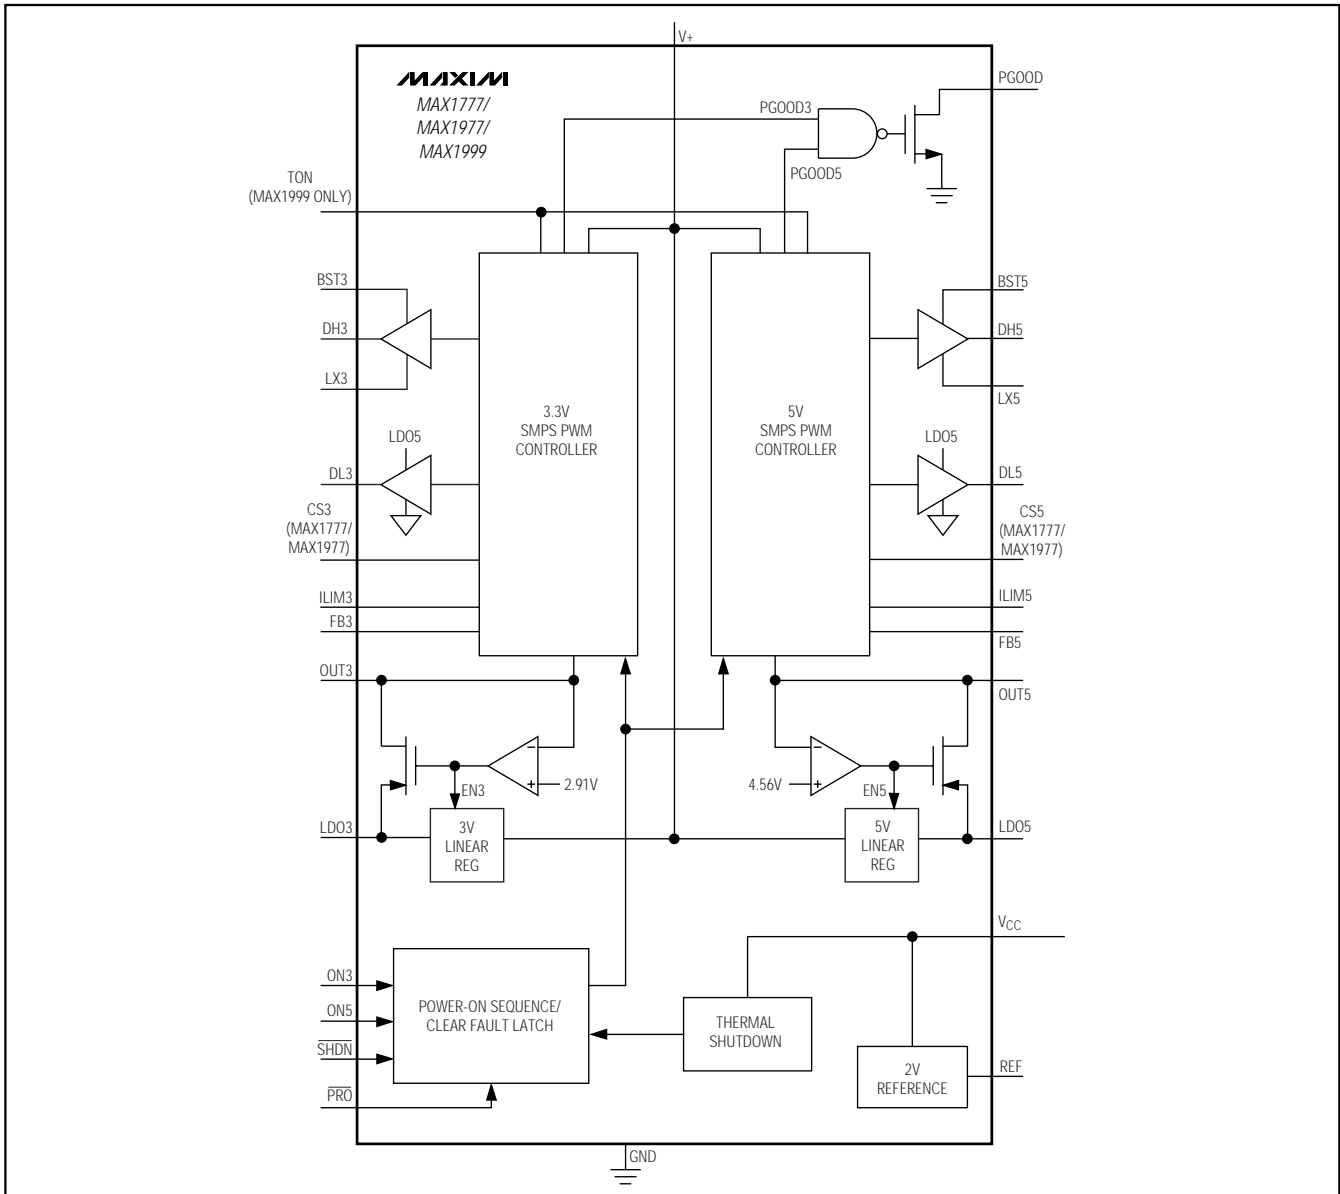 V+
MAXIM
MAX1777/
MAX1977/
MAX1999
PGOOD
PGOOD3
PGOOD5
TON
(MAX1999 ONLY)
BST3
DH3
LX3
LDO5
DL3
CS3
(MAX1777/
MAX1977)
ILIM3
FB3
OUT3
3.3V
SMPS PWM
CONTROLLER
5V
SMPS PWM
CONTROLLER
BST5
DH5
LX5
LDO5
DL5
CS5
(MAX1777/
MAX1977)
ILIM5
FB5
OUT5
−
+
2.91V
EN3
LDO3
3V
LINEAR
REG
4.56V
−
+
EN5
5V
LINEAR
REG
LDO5
VCC
ON3
ON5
SHDN
PRO
POWER-ON SEQUENCE/
CLEAR FAULT LATCH
THERMAL
SHUTDOWN
2V
REFERENCE
REF
GND